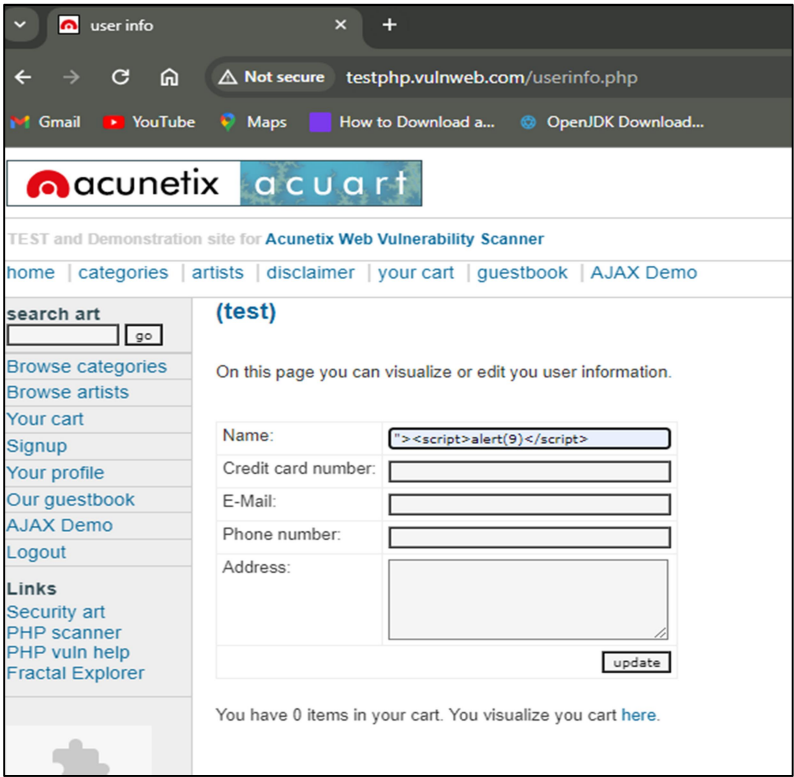 user info
Not secure testphp.vulnweb.com/userinfo.php
Gmail YouTube Maps How to Download a... OpenJDK Download...
acunetix acuart
TEST and Demonstration site for Acunetix Web Vulnerability Scanner
home | categories | artists | disclaimer | your cart | guestbook | AJAX Demo
search art
go
Browse categories
Browse artists
Your cart
Signup
Your profile
Our guestbook
AJAX Demo
Logout
Links
Security art
PHP scanner
PHP vuln help
Fractal Explorer
(test)
On this page you can visualize or edit you user information.
Name: "><script>alert(9)</script>
Credit card number:
E-Mail:
Phone number:
Address:
update
You have 0 items in your cart. You visualize you cart here.